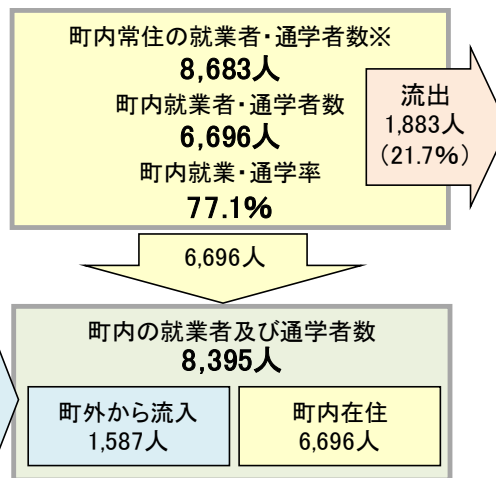 町内常住の就業者・通学者数※
8,683人
町内就業者・通学者数
6,696人
町内就業・通学率
77.1%
流出
1,883人
（21.7%）
6,696人
町内の就業者及び通学者数
8,395人
町外から流入
1,587人
町内在住
6,696人